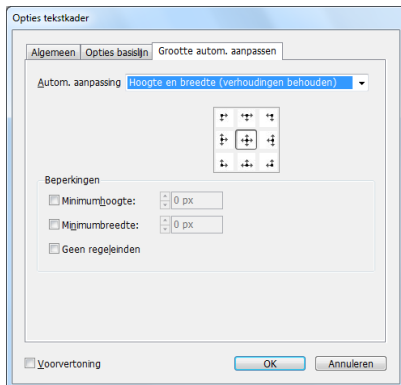 Opties tekstkader
Algemeen Opties basislijn Grootte autom. aanpassen
Autom. aanpassing Hoogte en breedte (verhoudingen behouden)
Beperkingen
Minimumhoogte: 0 px
Minimumbreedte: 0 px
Geen regeleinden
Voorvertoning OK Annuleren